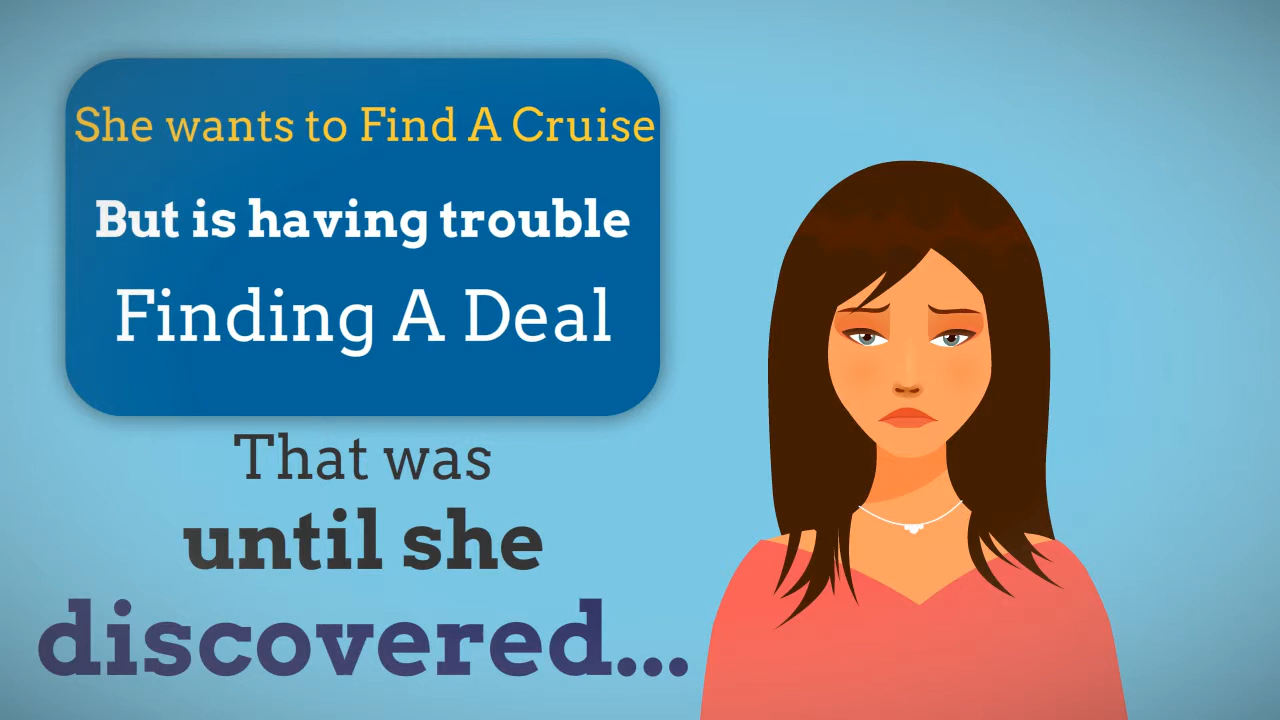 She wants to Find A Cruise
But is having trouble
Finding A Deal
That was
until she
discovered...